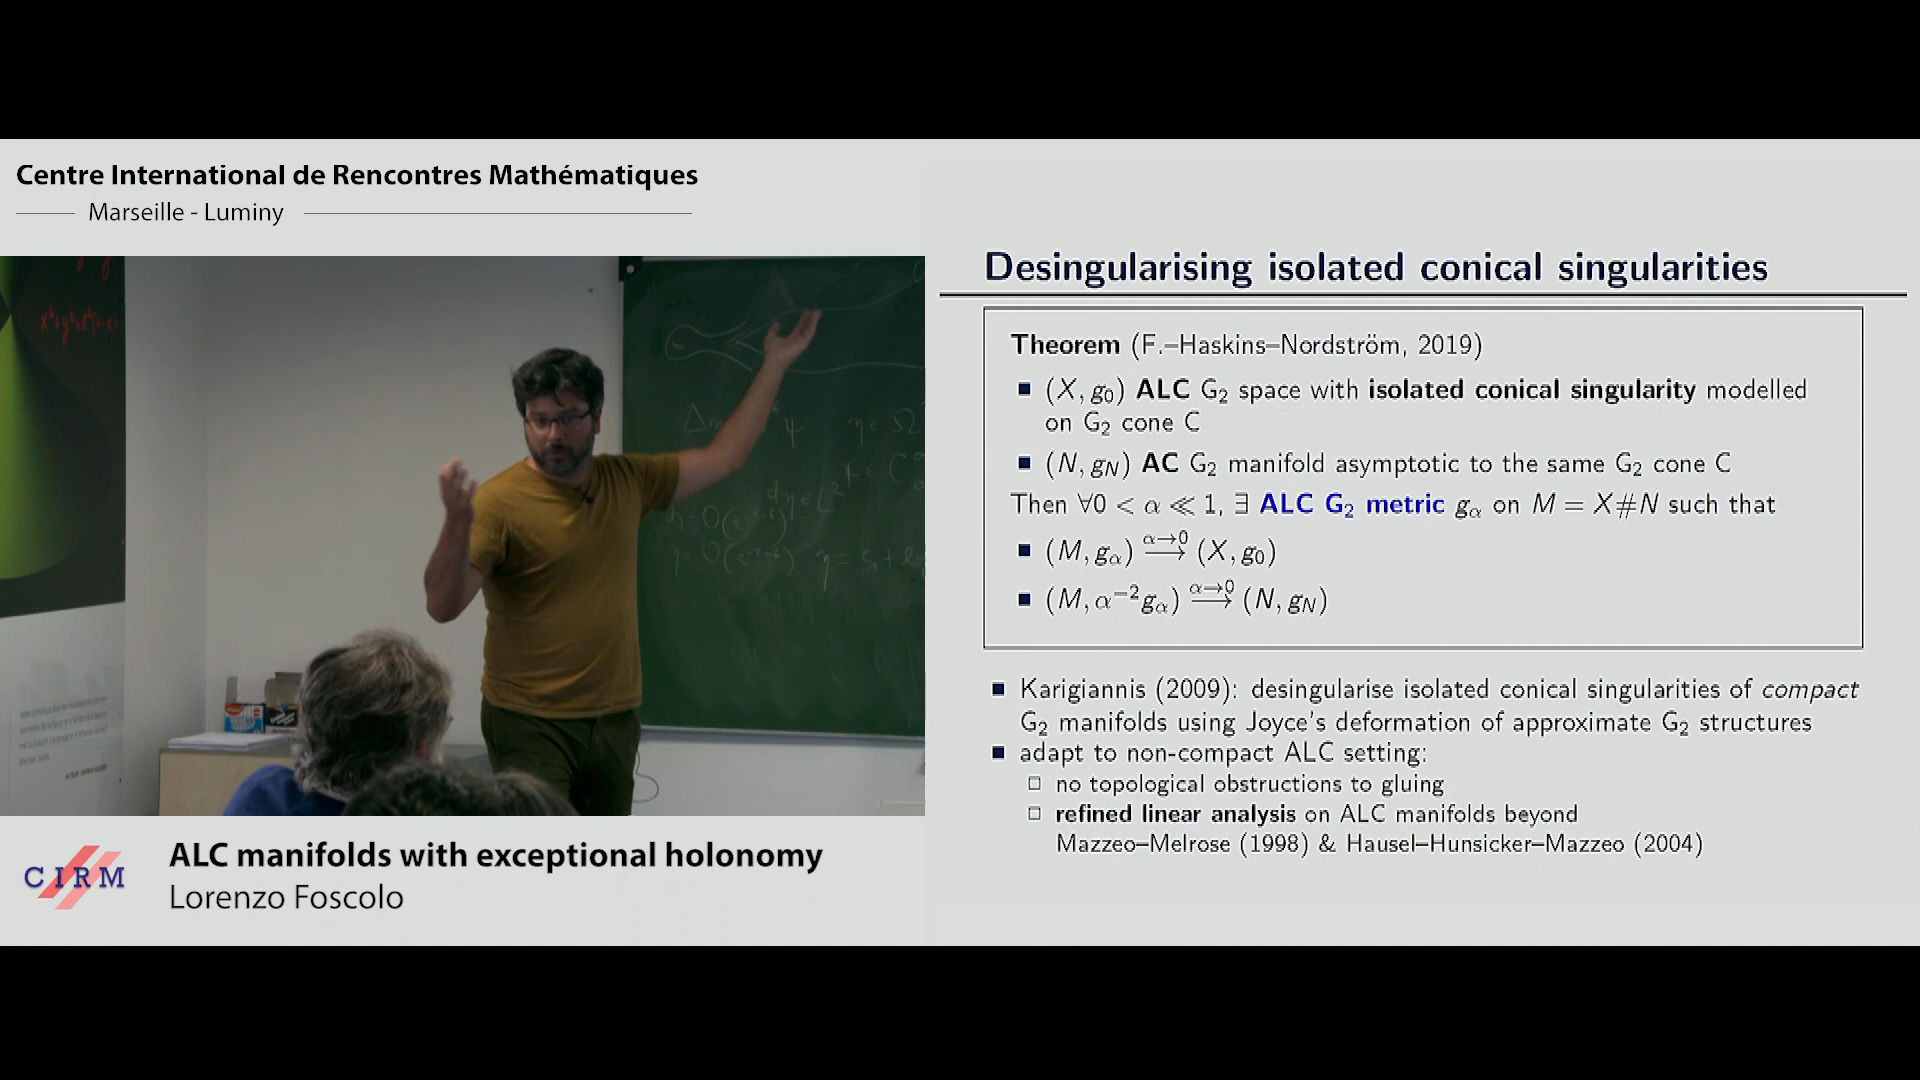 Centre International de Rencontres Mathématiques
Marseille - Luminy
Desingularising isolated conical singularities
Theorem (F.–Haskins–Nordström, 2019)
(X, g₀) ALC G₂ space with isolated conical singularity modelled
on G₂ cone C
(N, g_N) AC G₂ manifold asymptotic to the same G₂ cone C
Then ∀0 < α ≪ 1, ∃ ALC G₂ metric g_α on M = X#N such that
(M, g_α) α→0⟶ (X, g₀)
(M, α⁻²g_α) α→0⟶ (N, g_N)
Karigiannis (2009): desingularise isolated conical singularities of compact
G₂ manifolds using Joyce's deformation of approximate G₂ structures
adapt to non-compact ALC setting:
no topological obstructions to gluing
refined linear analysis on ALC manifolds beyond
Mazzeo–Melrose (1998) & Hausel–Hunsicker–Mazzeo (2004)
CIRM
ALC manifolds with exceptional holonomy
Lorenzo Foscolo